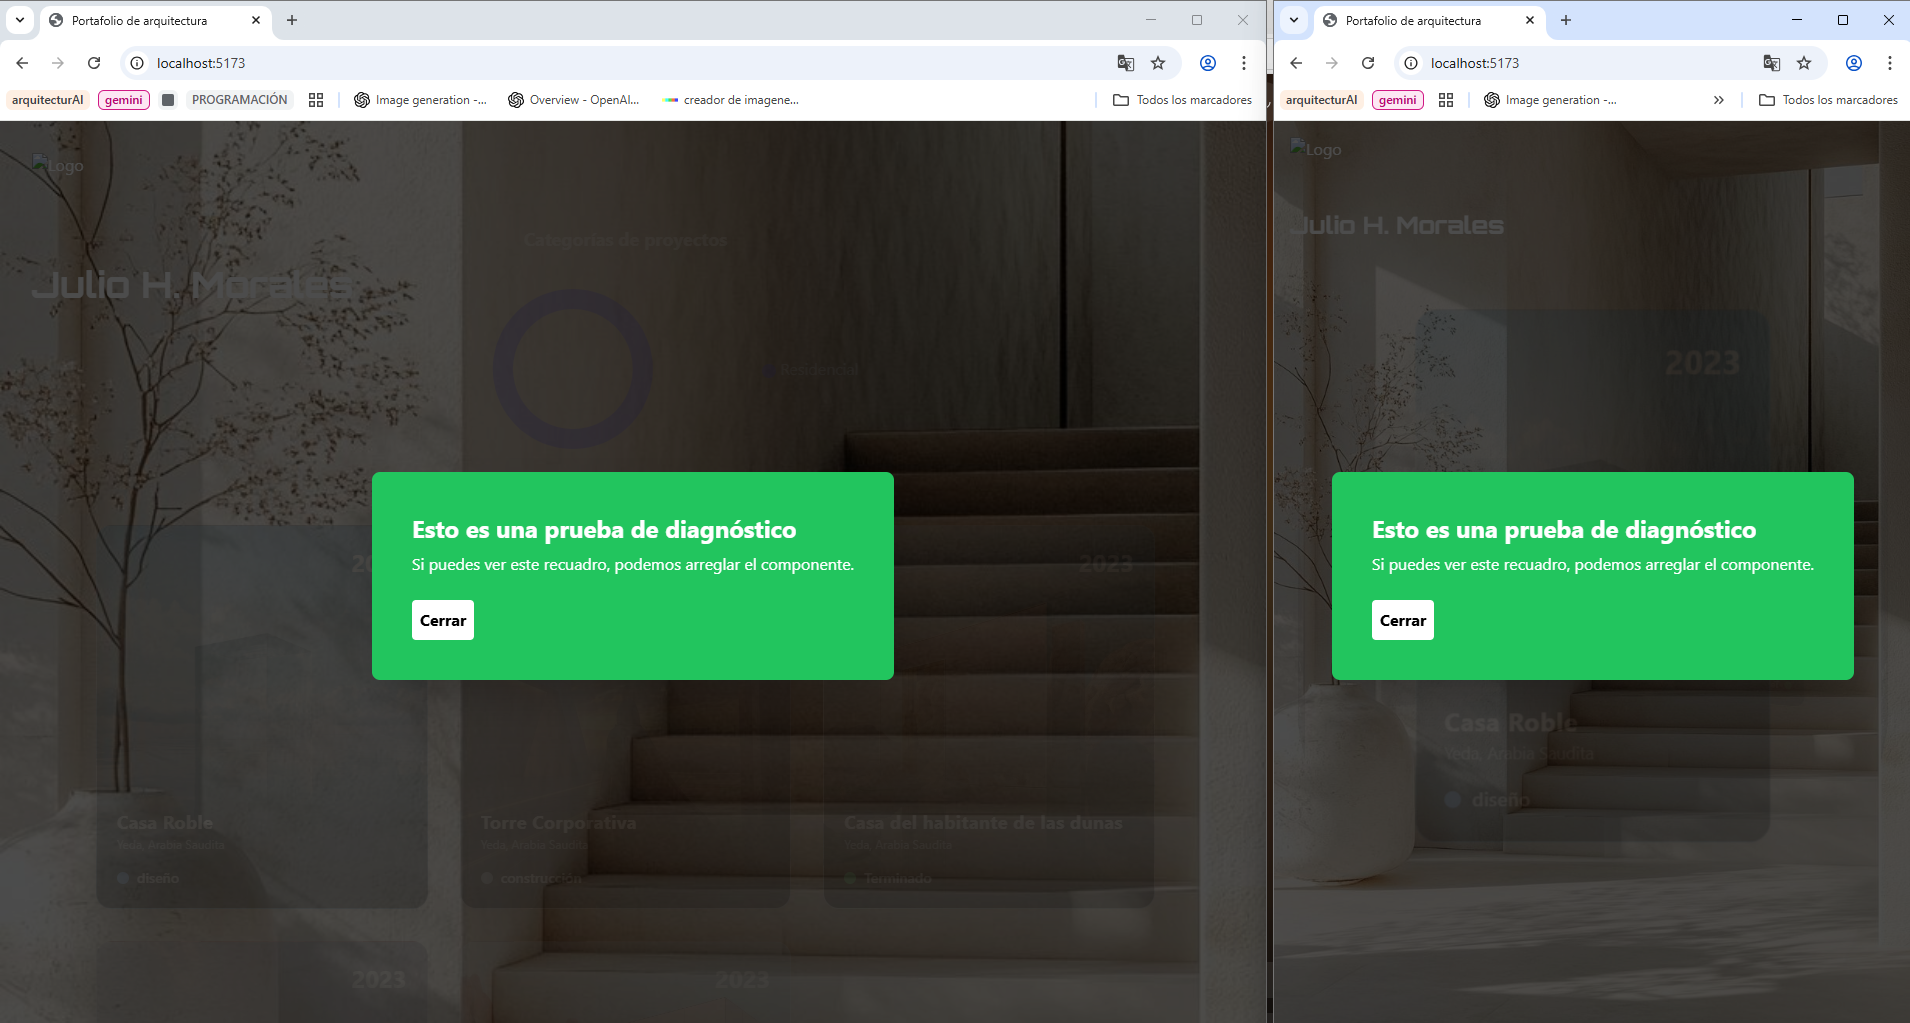 Portafolio de arquitectura
localhost:5173
arquitecturAI
gemini
PROGRAMACIÓN
Image generation -...
Overview - OpenAI...
creador de imagene...
Todos los marcadores
Logo
Categorías de proyectos
Julio H. Morales
Residencial
Esto es una prueba de diagnóstico
Si puedes ver este recuadro, podemos arreglar el componente.
Cerrar
20
2023
Casa Roble
Yeda, Arabia Saudita
diseño
Torre Corporativa
Yeda, Arabia Saudita
construcción
Casa del habitante de las dunas
Yeda, Arabia Saudita
Terminado
2023
2023
Portafolio de arquitectura
localhost:5173
arquitecturAI
gemini
Image generation -...
Todos los marcadores
Logo
Julio H. Morales
2023
Esto es una prueba de diagnóstico
Si puedes ver este recuadro, podemos arreglar el componente.
Cerrar
Casa Roble
Yeda, Arabia Saudita
diseño